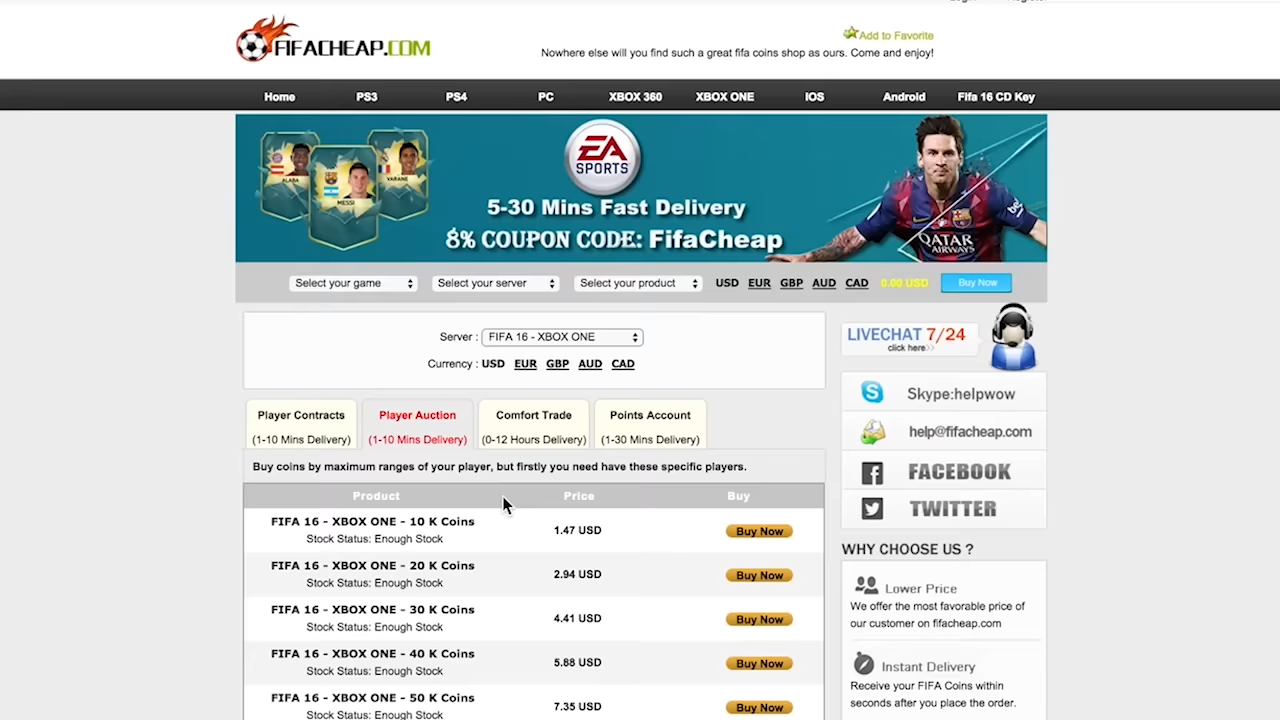 FIFACHEAP.COM
Add to Favorite
Nowhere else will you find such a great fifa coins shop as ours. Come and enjoy!
Home PS3 PS4 PC XBOX 360 XBOX ONE IOS Android Fifa 16 CD Key
ALABA MESSI VARANE
EA SPORTS
QATAR AIRWAYS
5-30 Mins Fast Delivery
8% COUPON CODE: FifaCheap
Select your game Select your server Select your product USD EUR GBP AUD CAD 0.00 USD Buy Now
Server : FIFA 16 - XBOX ONE
Currency : USD EUR GBP AUD CAD
LIVECHAT 7/24
click here>>
Skype:helpwow
help@fifacheap.com
FACEBOOK
TWITTER
Player Contracts Player Auction Comfort Trade Points Account
(1-10 Mins Delivery) (1-10 Mins Delivery) (0-12 Hours Delivery) (1-30 Mins Delivery)
Buy coins by maximum ranges of your player, but firstly you need have these specific players.
Product Price Buy
FIFA 16 - XBOX ONE - 10 K Coins 1.47 USD Buy Now
Stock Status: Enough Stock
FIFA 16 - XBOX ONE - 20 K Coins 2.94 USD Buy Now
Stock Status: Enough Stock
FIFA 16 - XBOX ONE - 30 K Coins 4.41 USD Buy Now
Stock Status: Enough Stock
FIFA 16 - XBOX ONE - 40 K Coins 5.88 USD Buy Now
Stock Status: Enough Stock
FIFA 16 - XBOX ONE - 50 K Coins 7.35 USD Buy Now
Stock Status: Enough Stock
WHY CHOOSE US ?
Lower Price
We offer the most favorable price of
our customer on fifacheap.com
Instant Delivery
Receive your FIFA Coins within
seconds after you place the order.